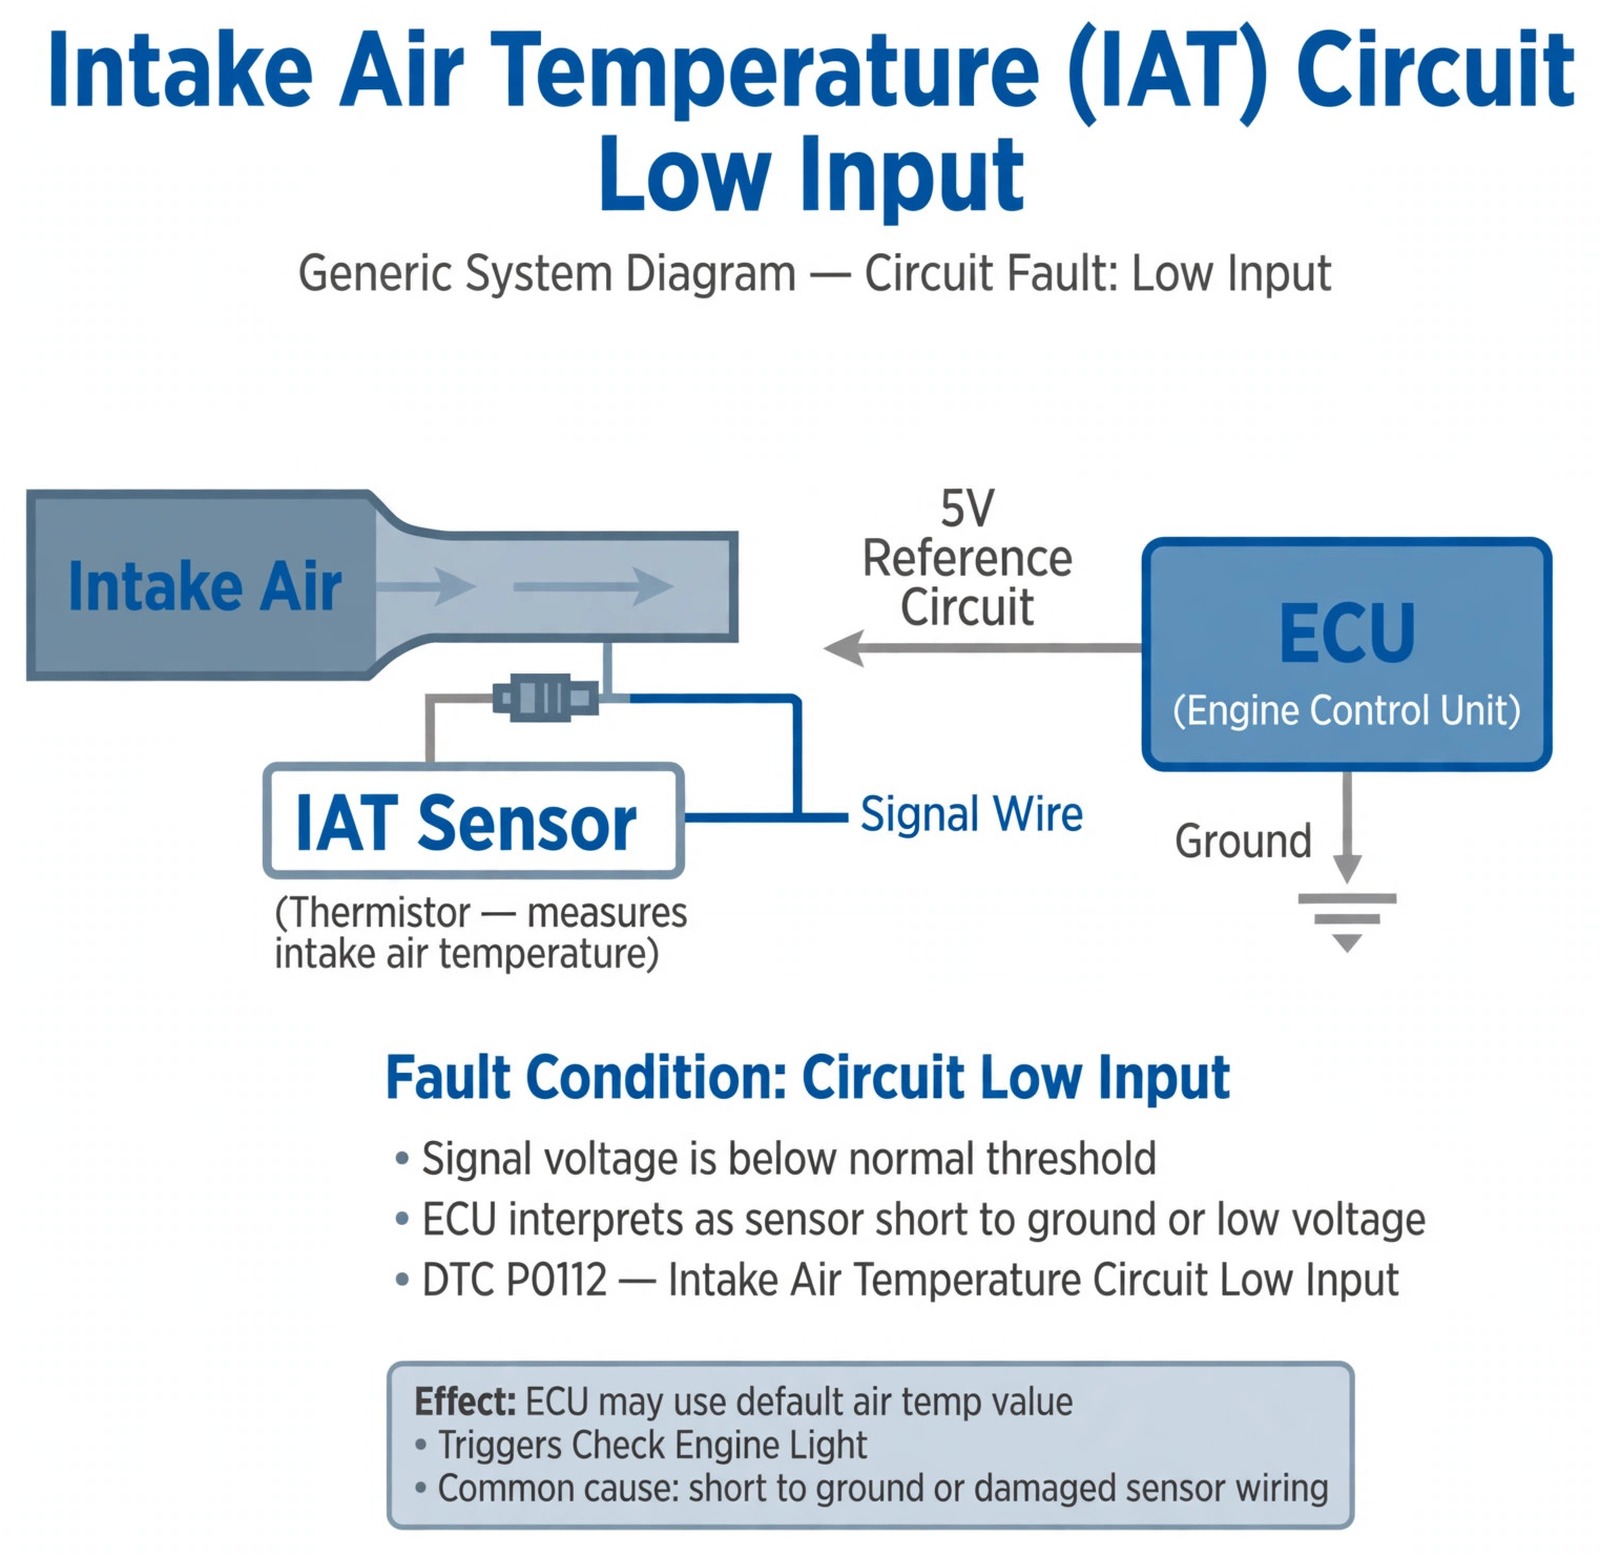 Intake Air Temperature (IAT) Circuit
Low Input
Generic System Diagram — Circuit Fault: Low Input
Intake Air
5V
Reference
Circuit
ECU
(Engine Control Unit)
IAT Sensor
Signal Wire
Ground
(Thermistor — measures
intake air temperature)
Fault Condition: Circuit Low Input
• Signal voltage is below normal threshold
• ECU interprets as sensor short to ground or low voltage
• DTC P0112 — Intake Air Temperature Circuit Low Input
Effect: ECU may use default air temp value
• Triggers Check Engine Light
• Common cause: short to ground or damaged sensor wiring